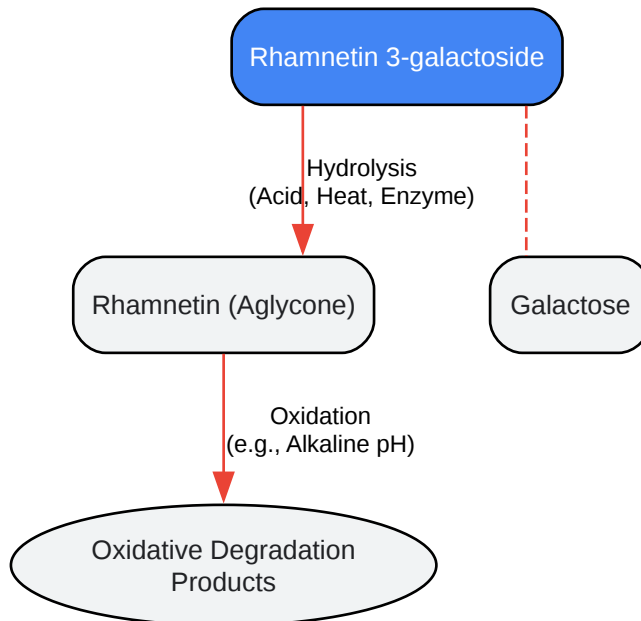 Rhamnetin 3-galactoside
Hydrolysis
(Acid, Heat, Enzyme)
Rhamnetin (Aglycone)
Galactose
Oxidation
(e.g., Alkaline pH)
Oxidative Degradation
Products